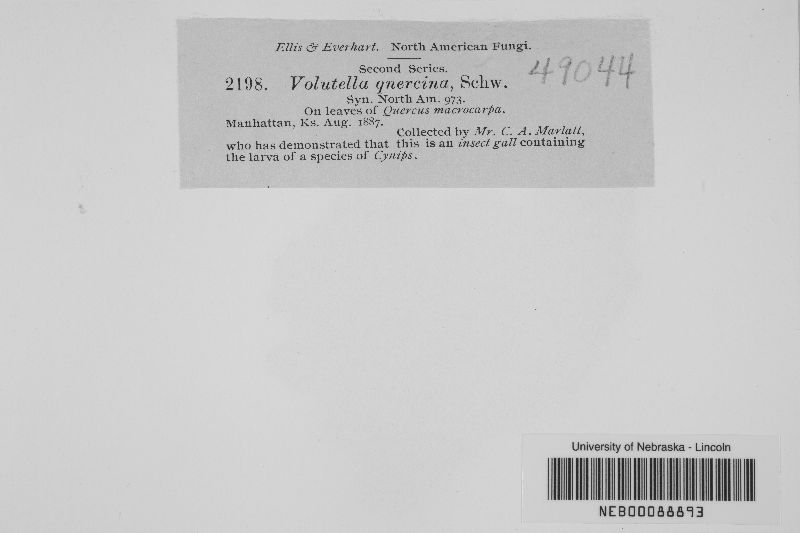 Ellis & Everhart. North American Fungi.
Second Series.
49044
2198. Volutella quercina, Schw.
Syn. North Am. 973.
On leaves of Quercus macrocarpa.
Manhattan, Ks. Aug. 1887.
Collected by Mr. C. A. Marlatt,
who has demonstrated that this is an insect gall containing
the larva of a species of Cynips.
University of Nebraska - Lincoln
NEB00088893